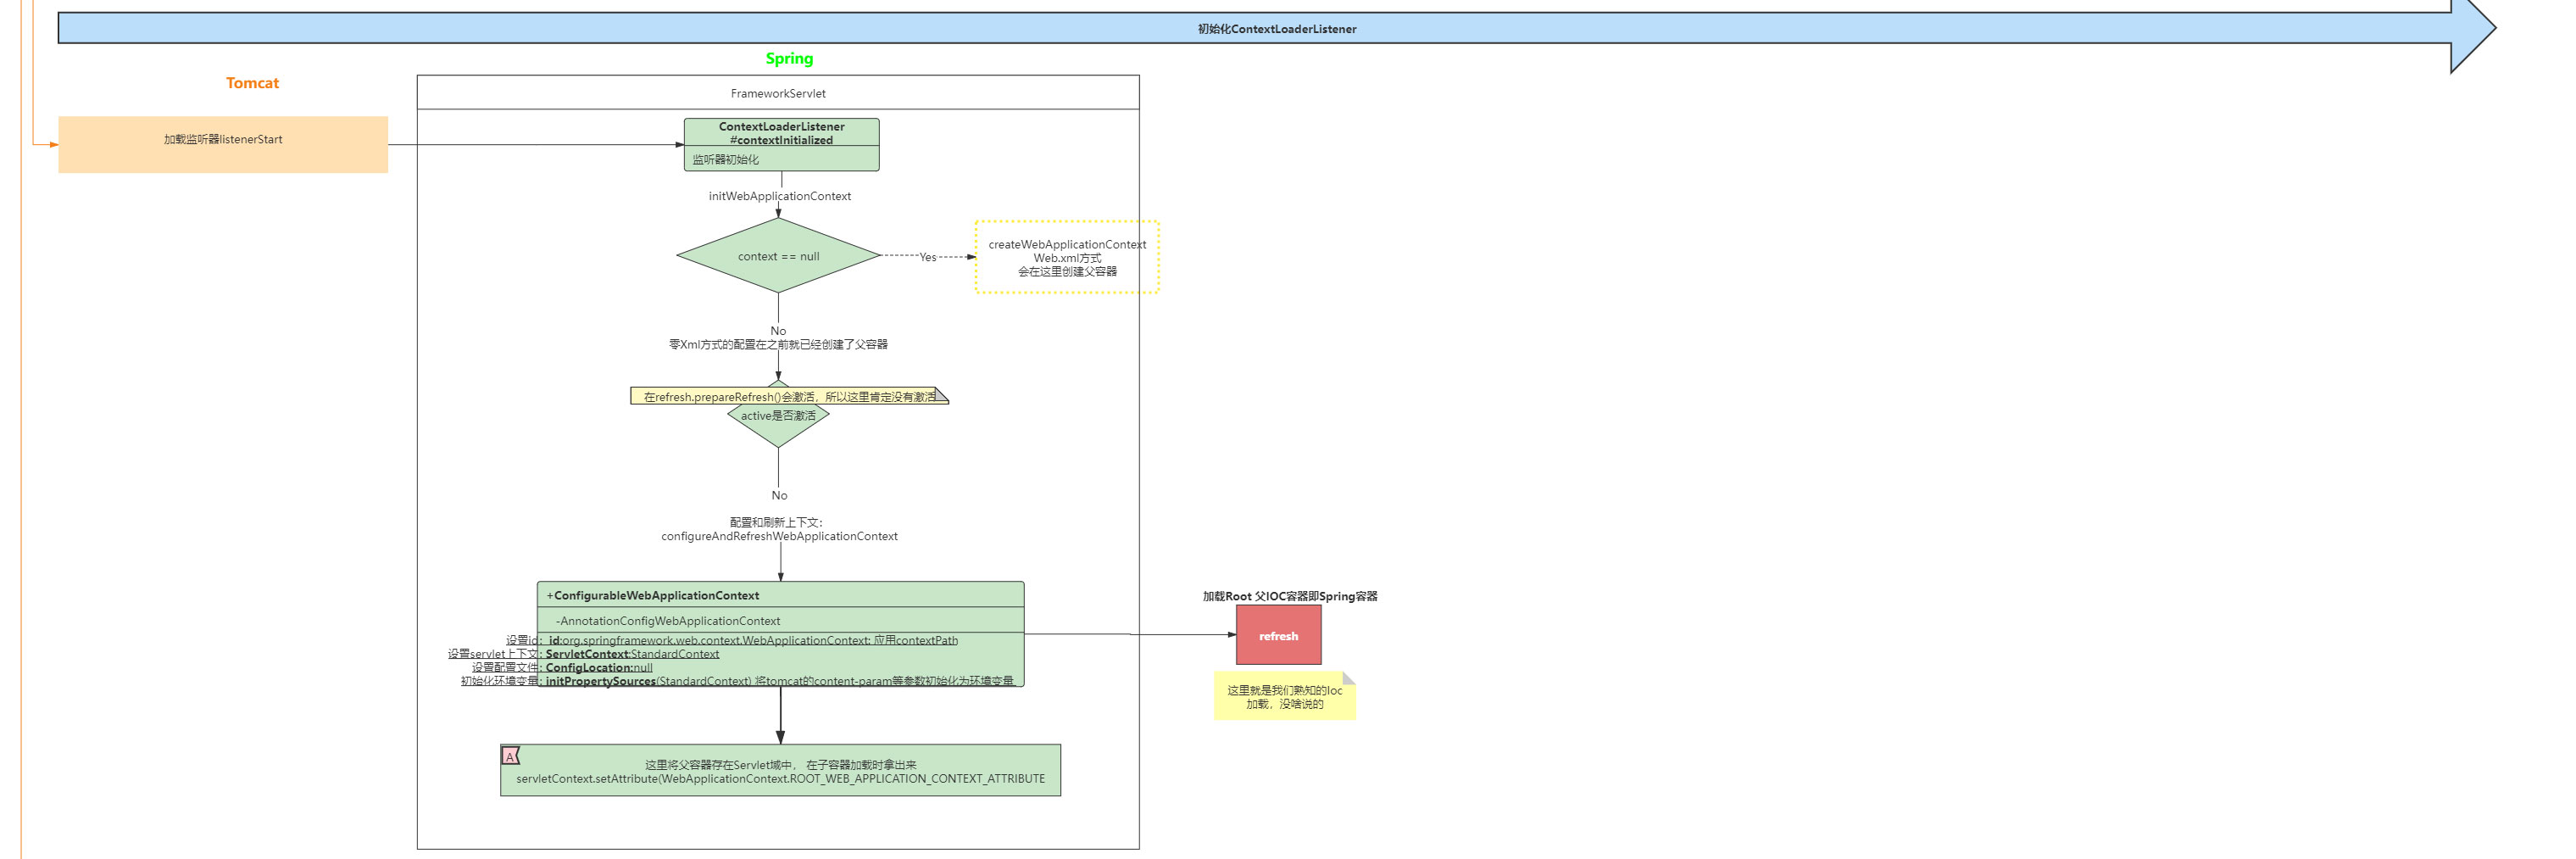 初始化ContextLoaderListener
Spring
Tomcat
FrameworkServlet
加载监听器listenerStart
ContextLoaderListener
#contextInitialized
监听器初始化
initWebApplicationContext
context == null
Yes
createWebApplicationContext
Web.xml方式
会在这里创建父容器
No
零Xml方式的配置在之前就已经创建了父容器
在refresh.prepareRefresh()会激活，所以这里肯定没有激活
active是否激活
No
配置和刷新上下文：
configureAndRefreshWebApplicationContext
+ConfigurableWebApplicationContext
-AnnotationConfigWebApplicationContext
设置id：id:org.springframework.web.context.WebApplicationContext: 应用contextPath
设置servlet上下文: ServletContext:StandardContext
设置配置文件: ConfigLocation:null
初始化环境变量: initPropertySources(StandardContext) 将tomcat的content-param等参数初始化为环境变量
加载Root 父IOC容器即Spring容器
refresh
这里就是我们熟知的Ioc
加载，没啥说的
A
这里将父容器存在Servlet域中， 在子容器加载时拿出来
servletContext.setAttribute(WebApplicationContext.ROOT_WEB_APPLICATION_CONTEXT_ATTRIBUTE